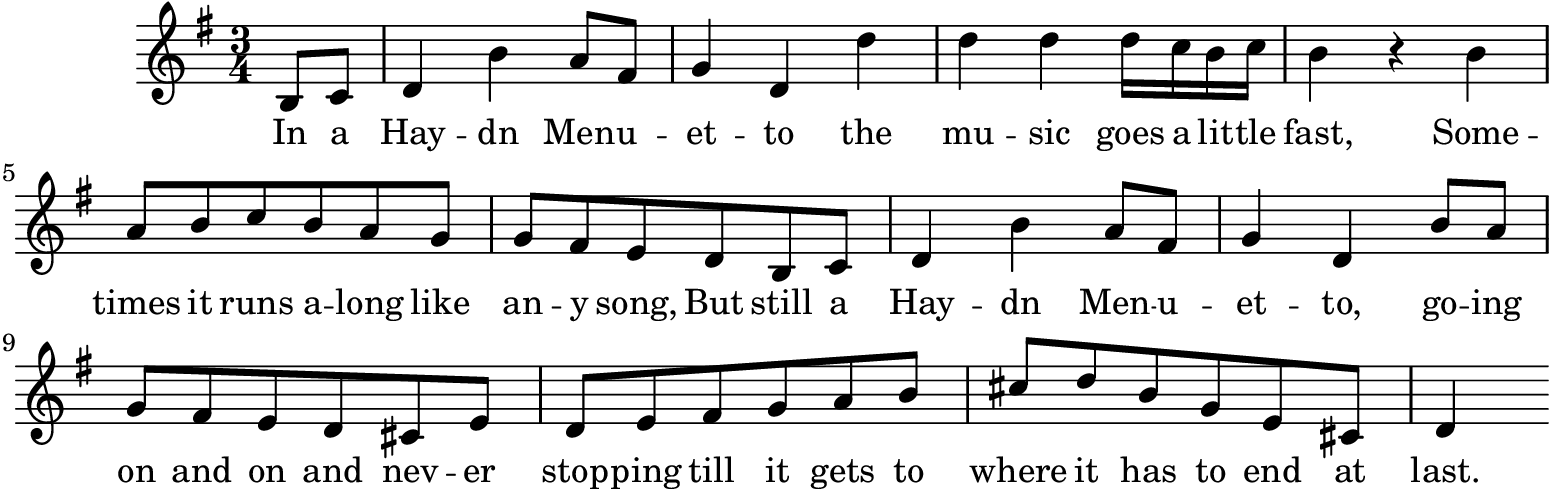 3
4
In a Hay - dn Menu - et - to the mu - sic goes a little fast, Some -
5
times it runs a - long like an - y song, But still a Hay - dn Men - u - et - to, go - ing
9
on and on and nev - er stopping till it gets to where it has to end at last.